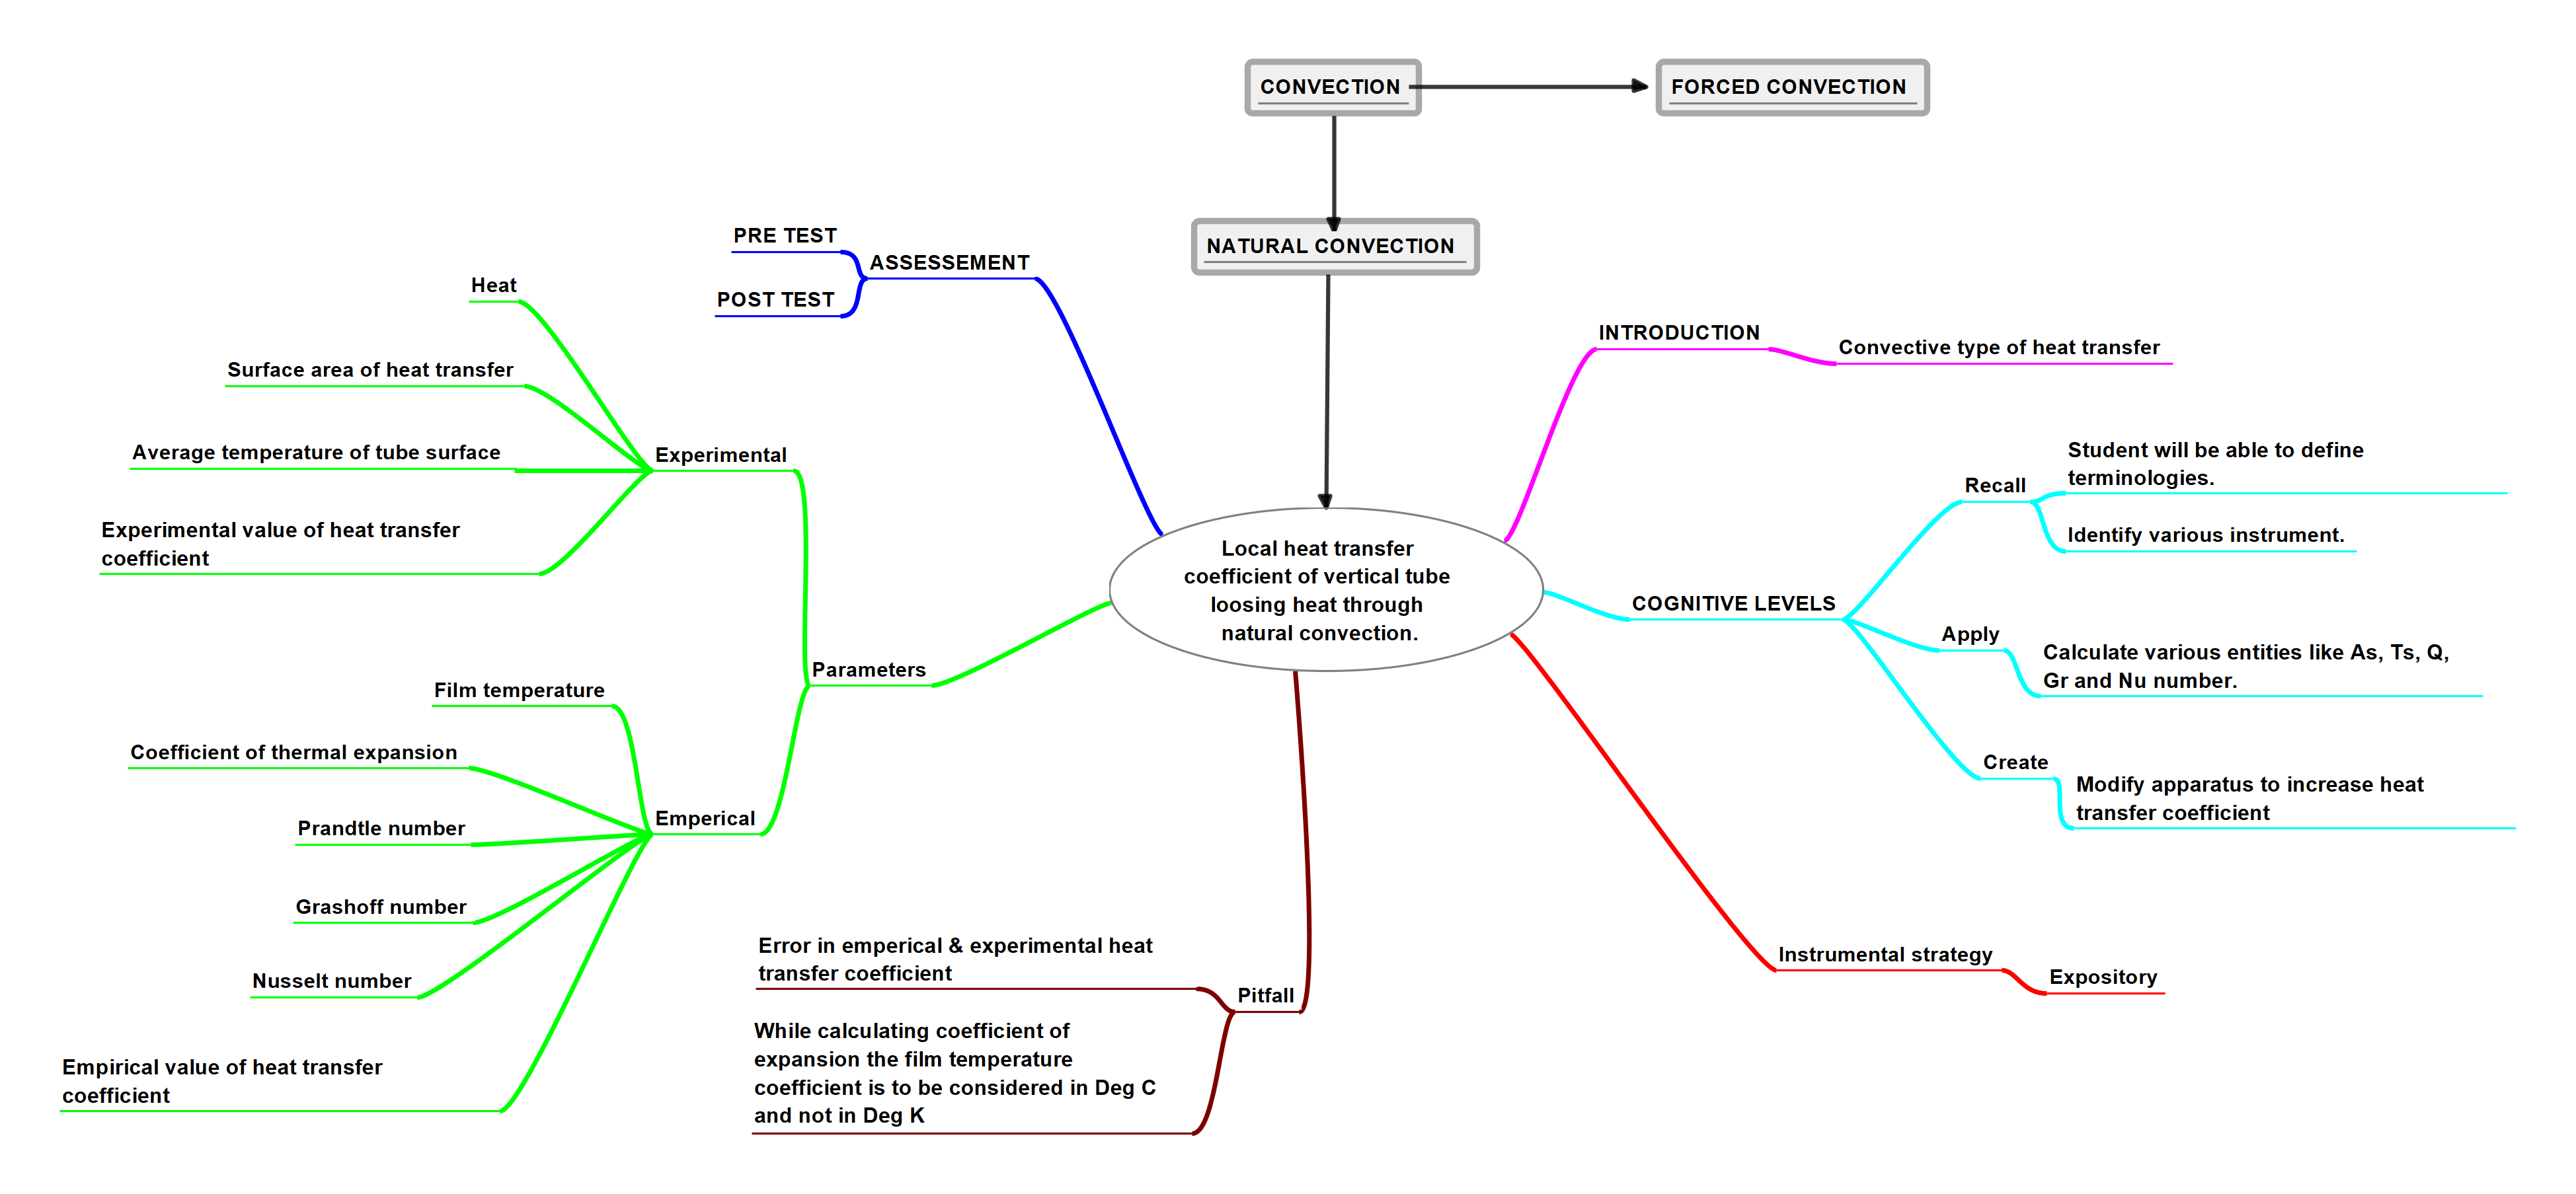 CONVECTION
FORCED CONVECTION
NATURAL CONVECTION
PRE TEST
ASSESSEMENT
POST TEST
Heat
Surface area of heat transfer
Average temperature of tube surface
Experimental
Experimental value of heat transfer
coefficient
Parameters
Film temperature
Coefficient of thermal expansion
Prandtle number
Emperical
Grashoff number
Nusselt number
Empirical value of heat transfer
coefficient
Local heat transfer
coefficient of vertical tube
loosing heat through
natural convection.
Error in emperical & experimental heat
transfer coefficient
Pitfall
While calculating coefficient of
expansion the film temperature
coefficient is to be considered in Deg C
and not in Deg K
INTRODUCTION
Convective type of heat transfer
COGNITIVE LEVELS
Recall
Student will be able to define
terminologies.
Identify various instrument.
Apply
Calculate various entities like As, Ts, Q,
Gr and Nu number.
Create
Modify apparatus to increase heat
transfer coefficient
Instrumental strategy
Expository